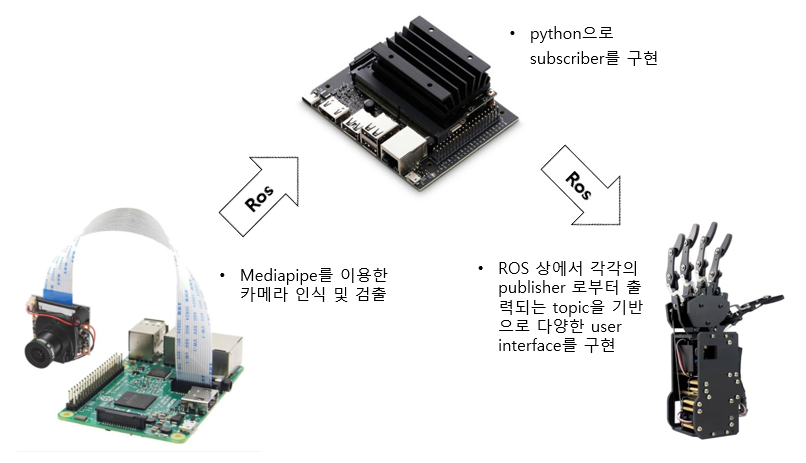 • python으로
subscriber를 구현
Ros
Ros
• Mediapipe를 이용한
카메라 인식 및 검출
• ROS 상에서 각각의
publisher 로부터 출
력되는 topic을 기반
으로 다양한 user
interface를 구현